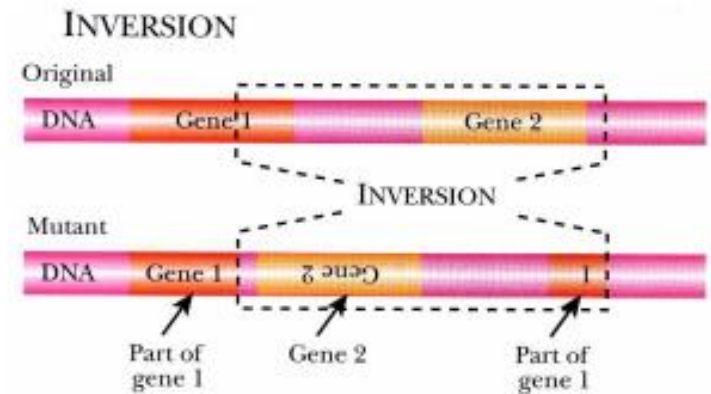 INVERSION
Original
DNA Gene 1 Gene 2
INVERSION
Mutant
DNA Gene 1 Gene 2 1
Part of
gene 1
Gene 2
Part of
gene 1